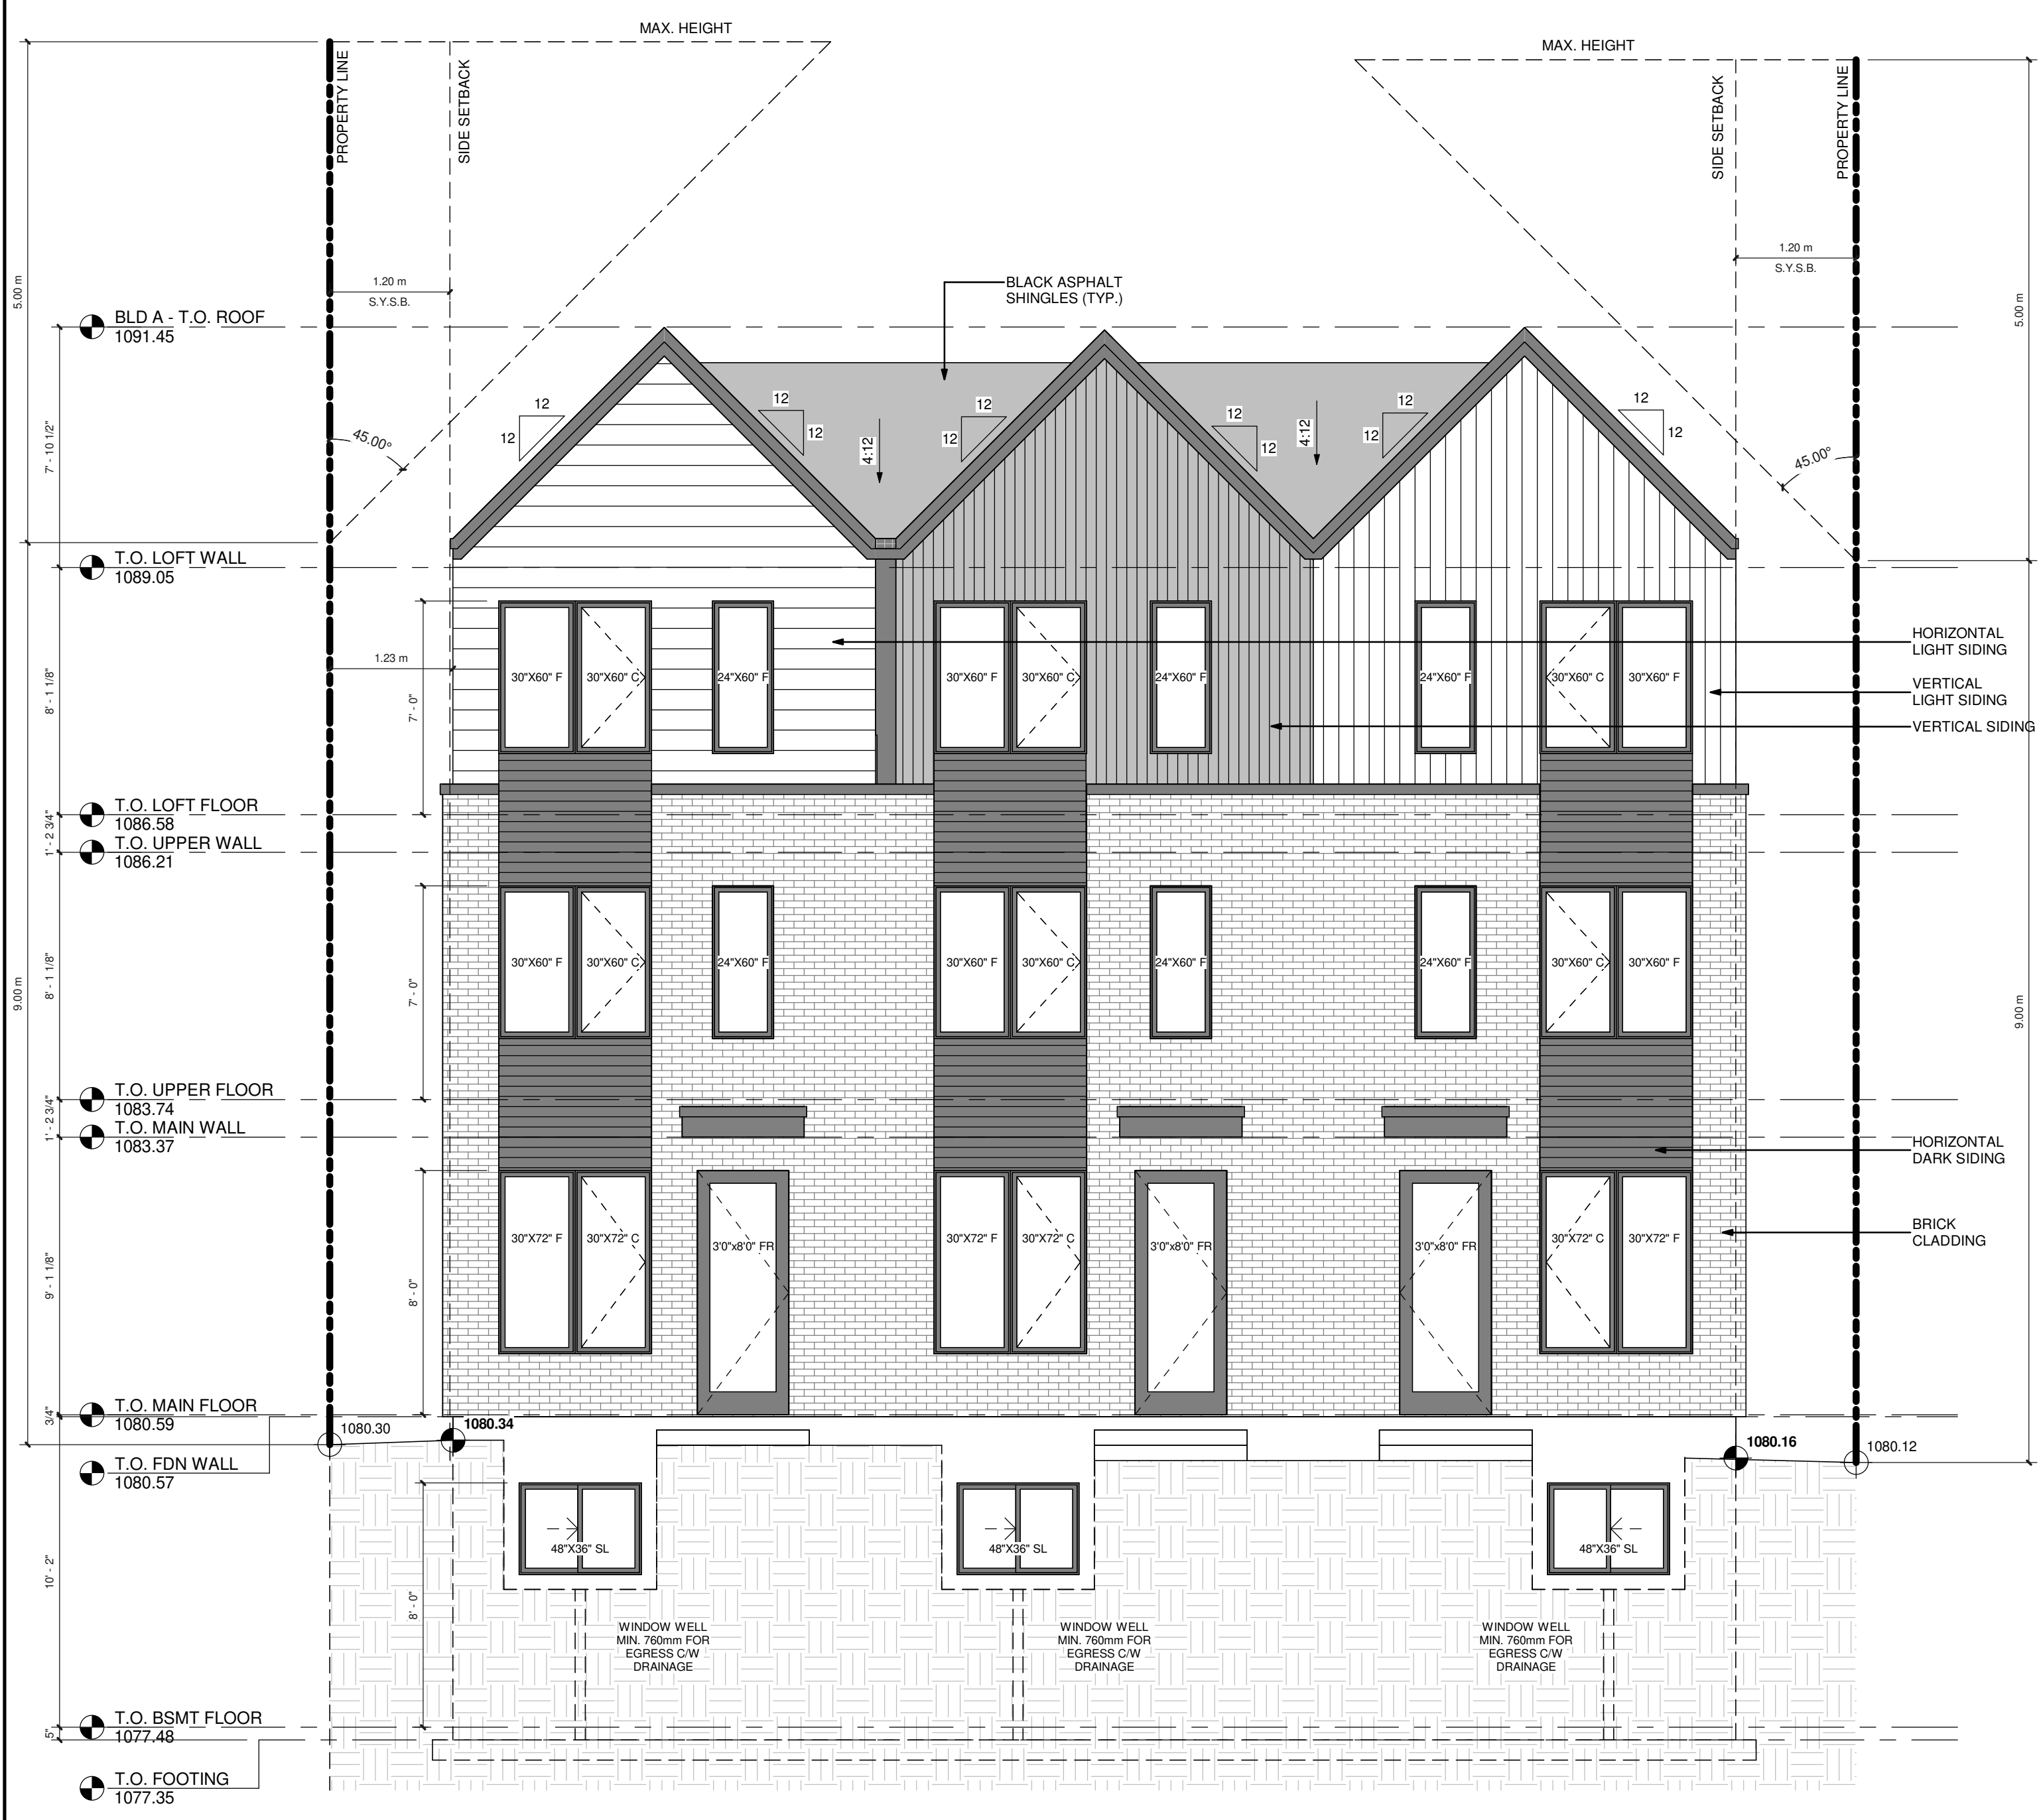 MAX. HEIGHT
MAX. HEIGHT
PROPERTY LINE
SIDE SETBACK
SIDE SETBACK
PROPERTY LINE
1.20 m
S.Y.S.B.
1.20 m
S.Y.S.B.
5.00 m
5.00 m
BLACK ASPHALT
SHINGLES (TYP.)
BLD A - T.O. ROOF
1091.45
12
12
12
12
4:12
12
12
12
12
4:12
12
12
12
12
45.00°
45.00°
7' - 10 1/2"
T.O. LOFT WALL
1089.05
8' - 1 1/8"
1.23 m
7' - 0"
30"X60" F
30"X60" C
24"X60" F
30"X60" F
30"X60" C
24"X60" F
24"X60" F
30"X60" C
30"X60" F
HORIZONTAL
LIGHT SIDING
VERTICAL
LIGHT SIDING
VERTICAL SIDING
T.O. LOFT FLOOR
1086.58
1' - 2 3/4"
T.O. UPPER WALL
1086.21
9.00 m
8' - 1 1/8"
7' - 0"
30"X60" F
30"X60" C
24"X60" F
30"X60" F
30"X60" C
24"X60" F
24"X60" F
30"X60" C
30"X60" F
9.00 m
T.O. UPPER FLOOR
1083.74
1' - 2 3/4"
T.O. MAIN WALL
1083.37
HORIZONTAL
DARK SIDING
9' - 1 1/8"
8' - 0"
30"X72" F
30"X72" C
3'0"x8'0" FR
30"X72" F
30"X72" C
3'0"x8'0" FR
3'0"x8'0" FR
30"X72" C
30"X72" F
BRICK
CLADDING
T.O. MAIN FLOOR
1080.59
3/4"
1080.30
1080.34
1080.16
1080.12
T.O. FDN WALL
1080.57
10' - 2"
8' - 0"
48"X36" SL
48"X36" SL
48"X36" SL
WINDOW WELL
MIN. 760mm FOR
EGRESS C/W
DRAINAGE
WINDOW WELL
MIN. 760mm FOR
EGRESS C/W
DRAINAGE
WINDOW WELL
MIN. 760mm FOR
EGRESS C/W
DRAINAGE
T.O. BSMT FLOOR
1077.48
5"
T.O. FOOTING
1077.35